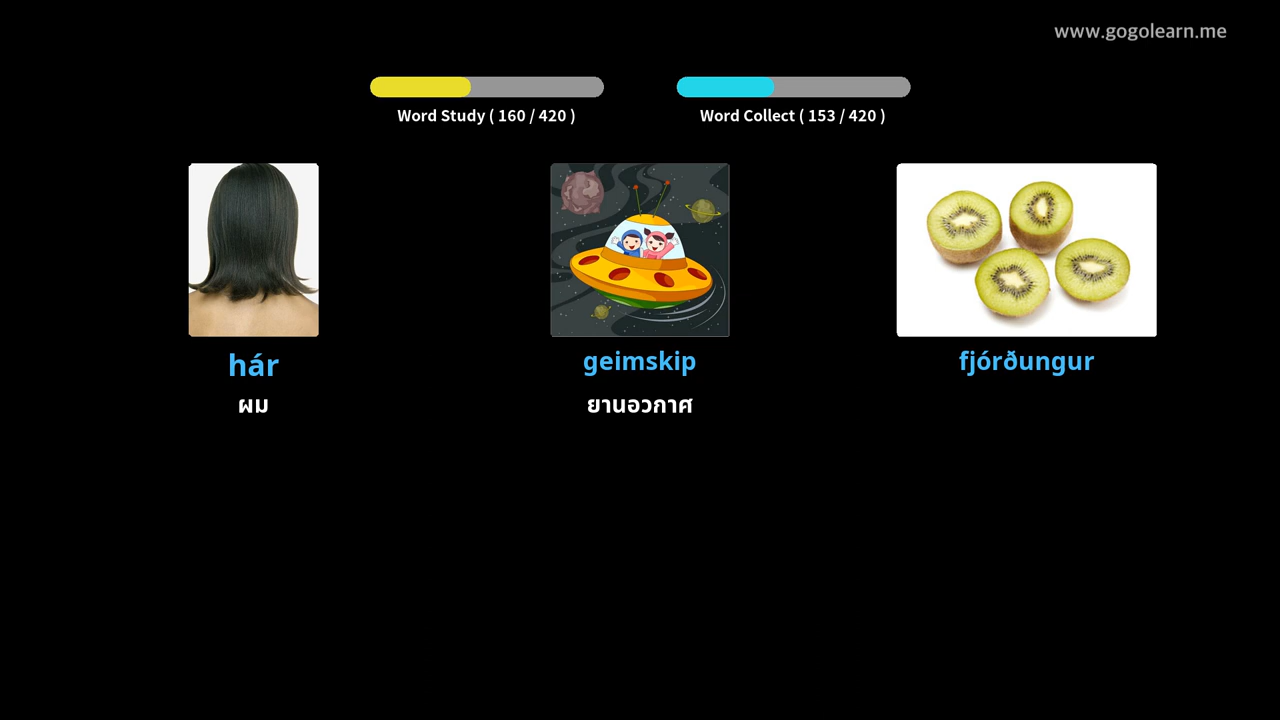 www.gogolearn.me
Word Study ( 160 / 420 )
Word Collect ( 153 / 420 )
hár
geimskip
fjórðungur
ผม
ยานอวกาศ